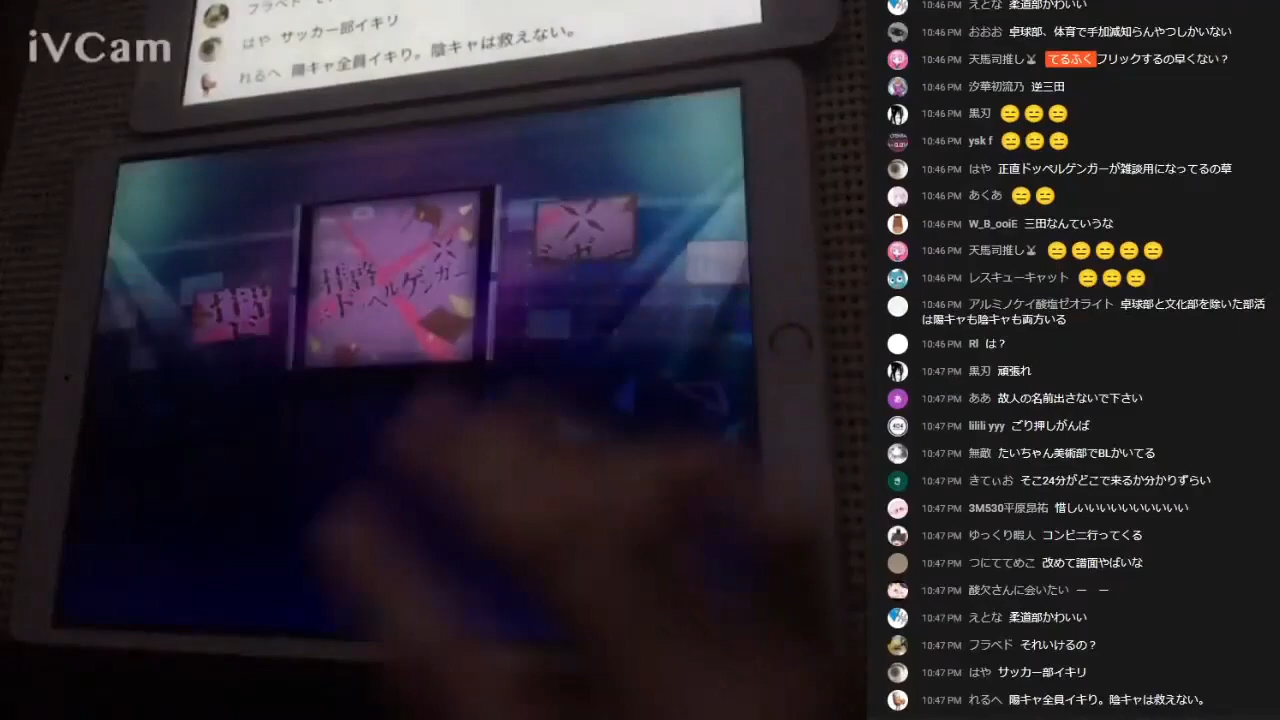 iVCam
フラベド
はや サッカー部イキリ
れるへ 陽キャ全員イキり。陰キャは救えない。
拝啓
ドッペルゲンガー
10:46 PM えとな 柔道部かわいい
10:46 PM おおお 卓球部、体育で手加減知らんやつしかいない
10:46 PM 天馬司推し てるふく フリックするの早くない？
10:46 PM 汐華初流乃 逆三田
10:46 PM 黒刃
10:46 PM ysk f
10:46 PM はや 正直ドッペルゲンガーが雑談用になってるの草
10:46 PM あくあ
10:46 PM W_B_ooiE 三田なんていうな
10:46 PM 天馬司推し
10:46 PM レスキューキャット
10:46 PM アルミノケイ酸塩ゼオライト 卓球部と文化部を除いた部活
は陽キャも陰キャも両方いる
10:46 PM Rl は？
10:47 PM 黒刃 頑張れ
10:47 PM ああ 故人の名前出さないで下さい
10:47 PM lilili yyy ごり押しがんば
10:47 PM 無敵 たいちゃん美術部でBLかいてる
10:47 PM きてぃお そこ24分がどこで来るか分かりずらい
10:47 PM 3M530平原昂祐 惜しいいいいいいいいいい
10:47 PM ゆっくり暇人 コンビニ行ってくる
10:47 PM つにててめこ 改めて譜面やばいな
10:47 PM 酸欠さんに会いたい ー ー
10:47 PM えとな 柔道部かわいい
10:47 PM フラベド それいけるの？
10:47 PM はや サッカー部イキリ
10:47 PM れるへ 陽キャ全員イキり。陰キャは救えない。